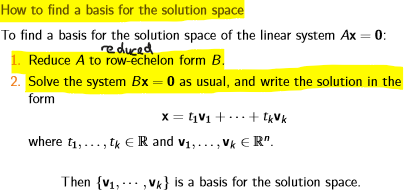 How to find a basis for the solution space
To find a basis for the solution space of the linear system Ax = 0:
reduced
1. Reduce A to row-echelon form B.
2. Solve the system Bx = 0 as usual, and write the solution in the
form
x = t₁v₁ + ··· + tₖvₖ
where t₁, . . . , tₖ ∈ ℝ and v₁, . . . , vₖ ∈ ℝⁿ.
Then {v₁, ··· , vₖ} is a basis for the solution space.